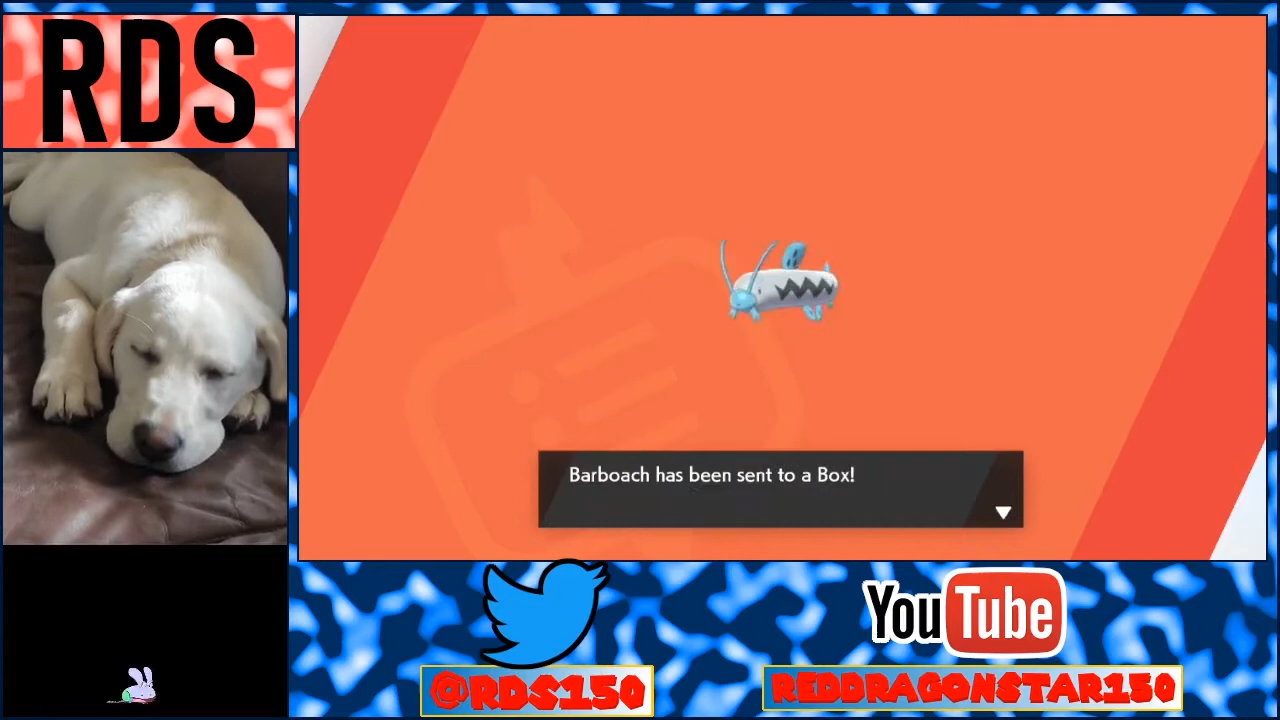 RDS
Barboach has been sent to a Box!
YouTube
@RDS150
REDDRAGONSTAR150